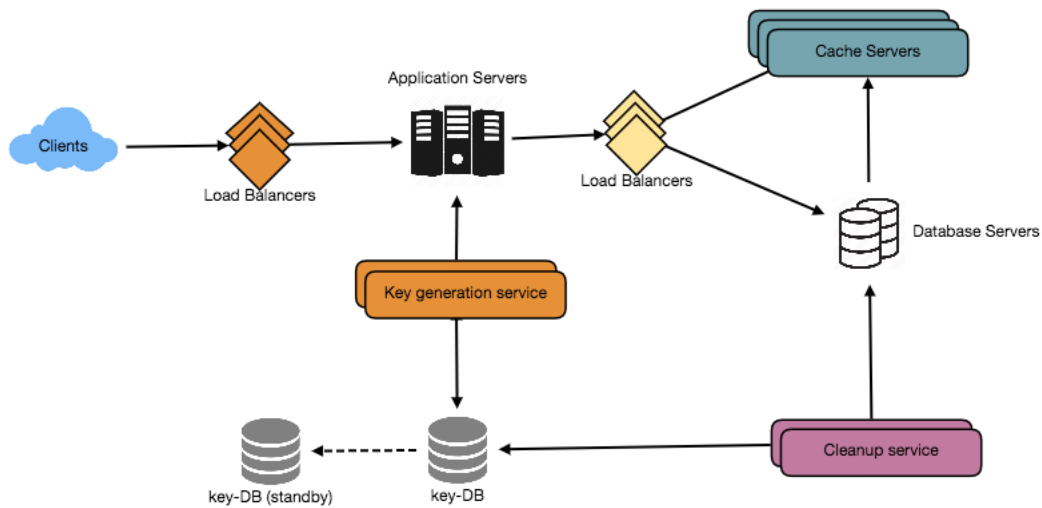 Cache Servers
Application Servers
Clients
Load Balancers
Load Balancers
Database Servers
Key generation service
Cleanup service
key-DB (standby)
key-DB